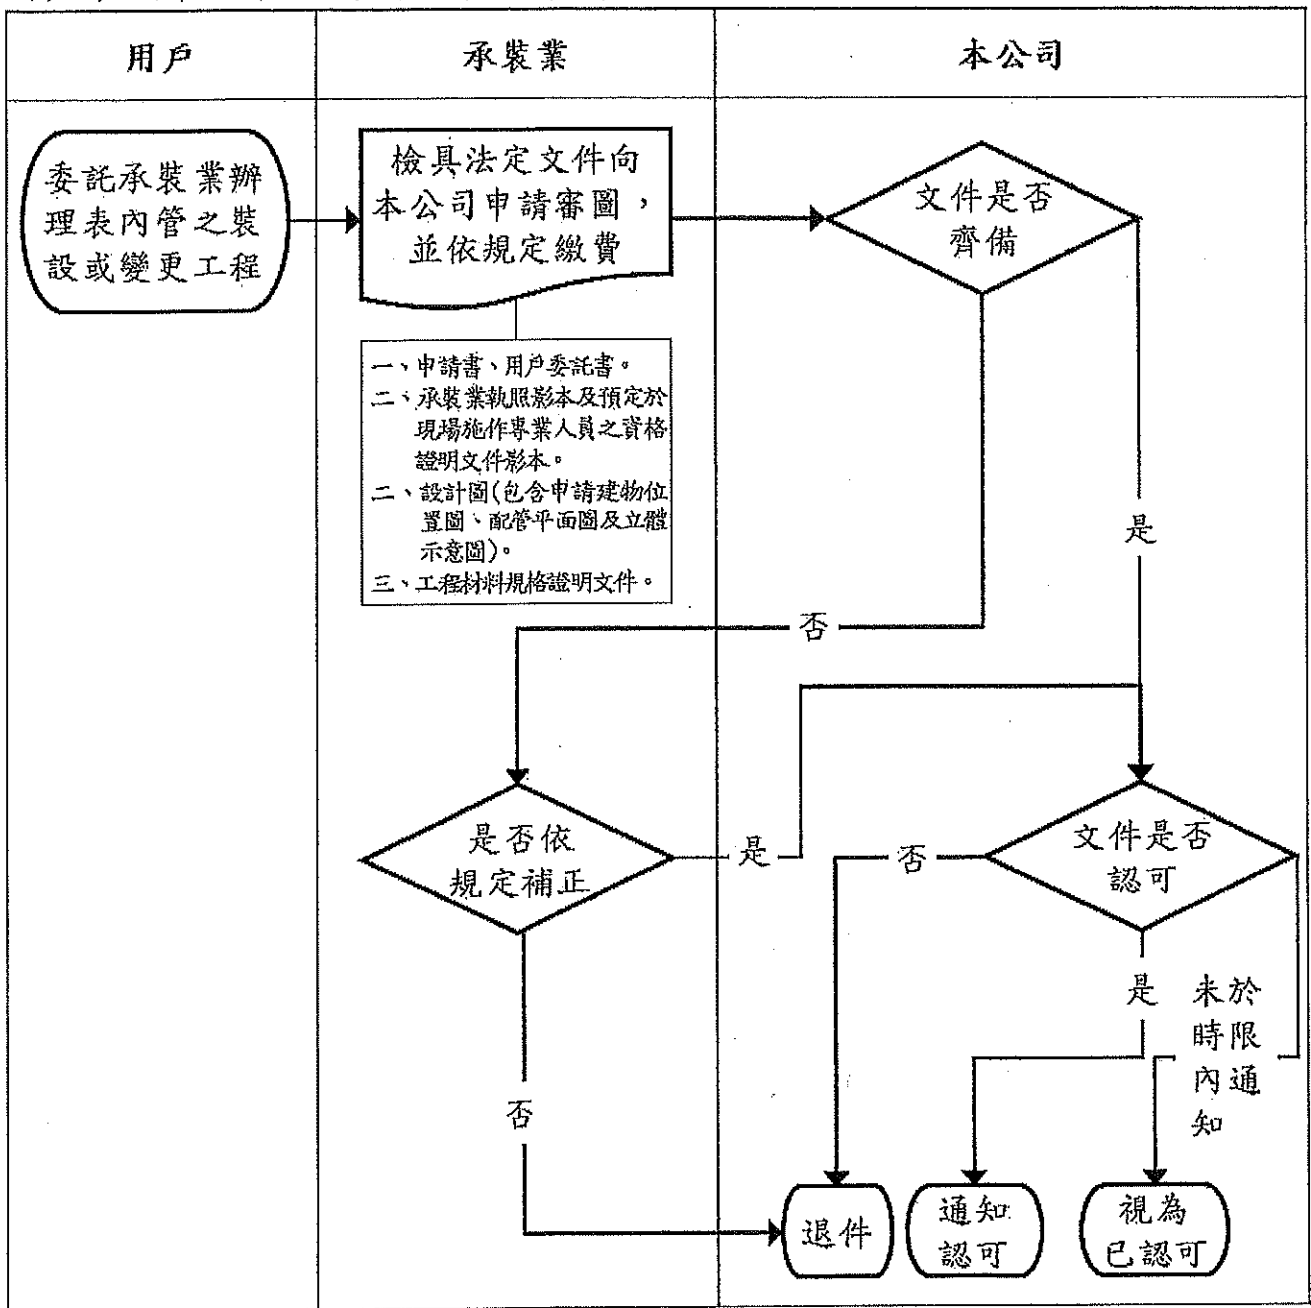 用戶
承裝業
本公司
委託承裝業辦
理表內管之裝
設或變更工程
檢具法定文件向
本公司申請審圖，
並依規定繳費
文件是否
齊備
一、申請書、用戶委託書。
二、承裝業執照影本及預定於
現場施作專業人員之資格
證明文件影本。
二、設計圖(包含申請建物位
置圖、配管平面圖及立體
示意圖)。
三、工程材料規格證明文件。
是
否
是否依
規定補正
是
否
文件是否
認可
是
未於
時限
內通
知
否
退件
通知
認可
視為
已認可